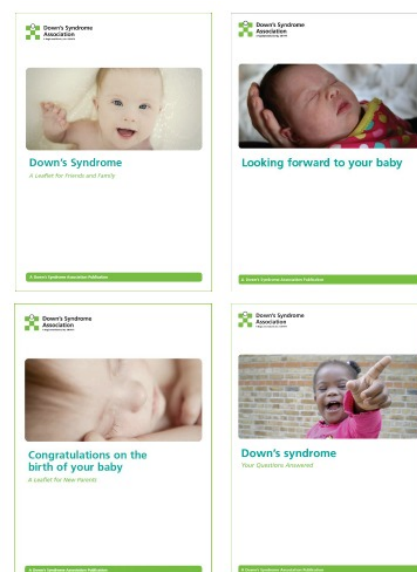 Down's Syndrome
Association
Down's Syndrome
A Leaflet for Friends and Family
A Down's Syndrome Association Publication
Down's Syndrome
Association
Looking forward to your baby
A Down's Syndrome Association Publication
Down's Syndrome
Association
Congratulations on the
birth of your baby
A Leaflet for New Parents
A Down's Syndrome Association Publication
Down's Syndrome
Association
Down's syndrome
Your Questions Answered
A Down's Syndrome Association Publication